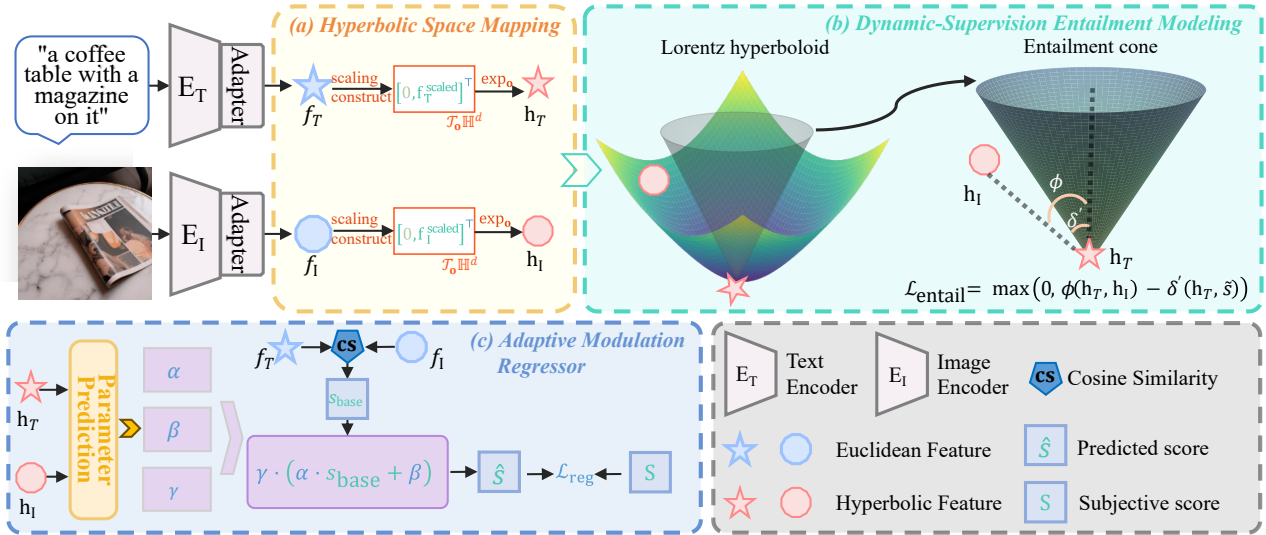 "a coffee
table with a
magazine
on it"
E_T
Adapter
(a) Hyperbolic Space Mapping
f_T
scaling
construct
[0, f_T^scaled]^⊤
𝒯_𝐨ℍ^d
exp_𝐨
h_T
E_I
Adapter
f_I
scaling
construct
[0, f_I^scaled]^⊤
𝒯_𝐨ℍ^d
exp_𝐨
h_I
(b) Dynamic-Supervision Entailment Modeling
Lorentz hyperboloid
Entailment cone
h_I
ϕ
δ′
h_T
ℒ_entail = max(0, ϕ(h_T, h_I) − δ′(h_T, s̃))
(c) Adaptive Modulation
Regressor
h_T
h_I
Parameter
Prediction
α
β
γ
f_T
cs
f_I
s_base
γ · (α · s_base + β)
ŝ
ℒ_reg
S
E_T
Text
Encoder
E_I
Image
Encoder
cs
Cosine Similarity
Euclidean Feature
ŝ
Predicted score
Hyperbolic Feature
S
Subjective score